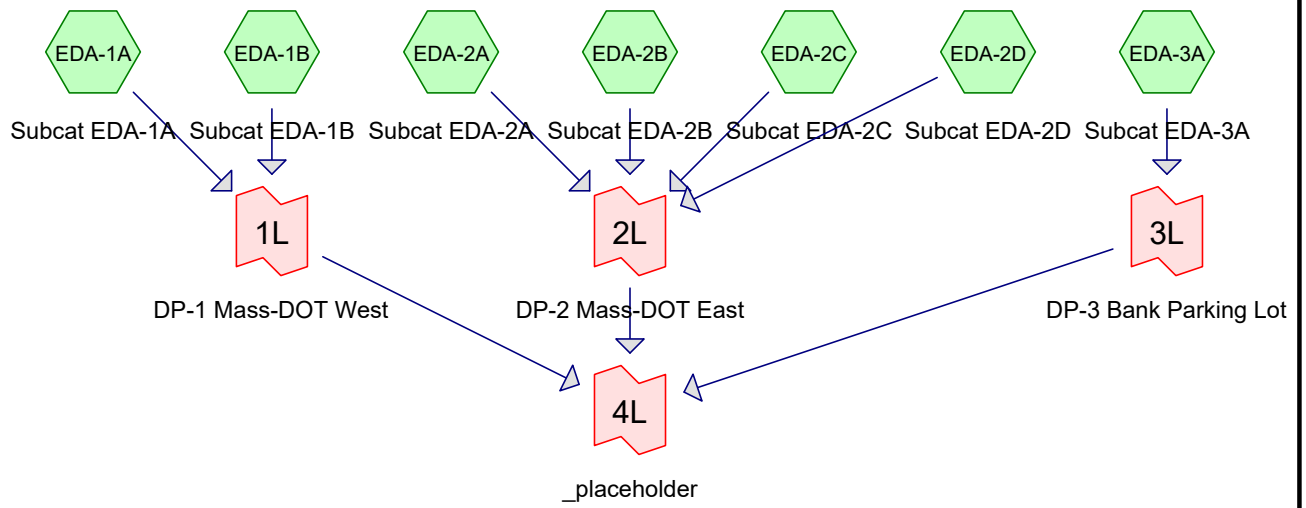 EDA-1A EDA-1B EDA-2A EDA-2B EDA-2C EDA-2D EDA-3A
Subcat EDA-1A Subcat EDA-1B Subcat EDA-2A Subcat EDA-2B Subcat EDA-2C Subcat EDA-2D Subcat EDA-3A
1L 2L 3L
DP-1 Mass-DOT West DP-2 Mass-DOT East DP-3 Bank Parking Lot
4L
_placeholder